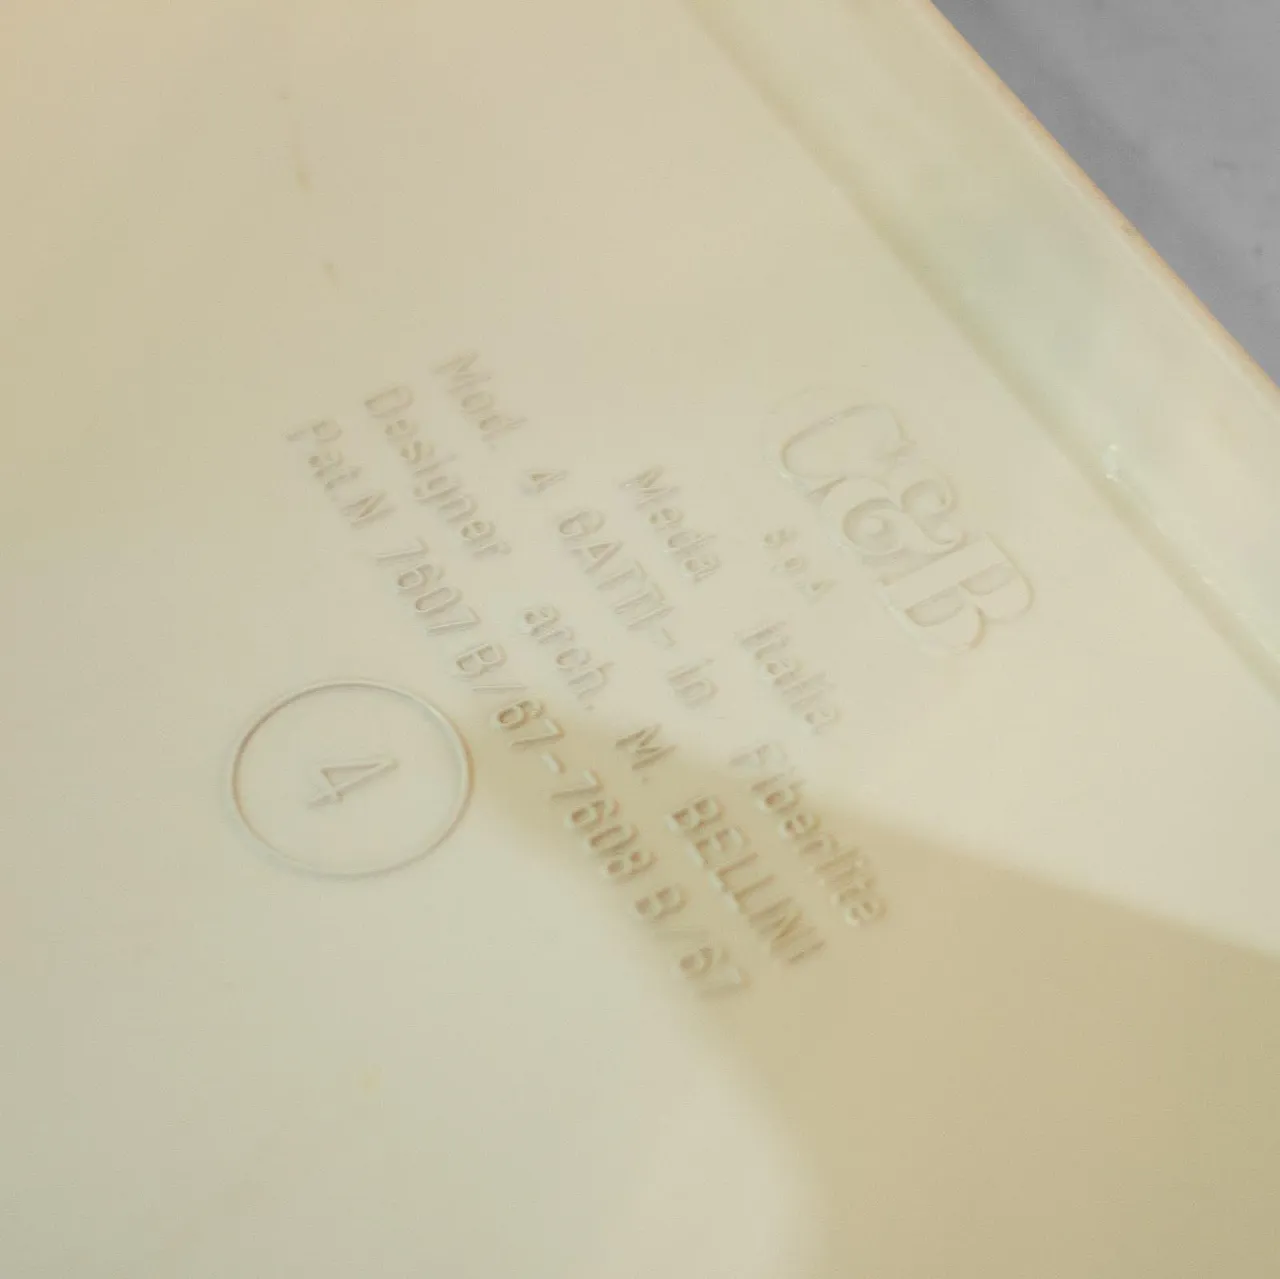 C&B
s.p.A
Meda Italia
Mod. 4 GATTI - in Fiberlite
Designer arch. M. BELLINI
Pat.N 7607 B/67-7608 B/67
4